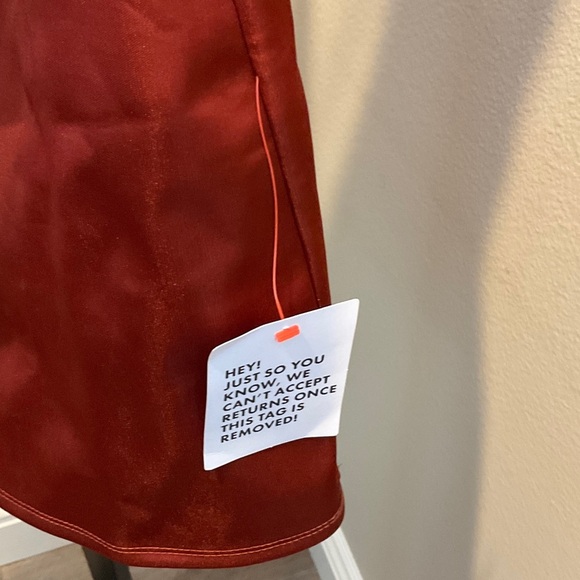 HEY!
JUST SO YOU
KNOW, WE
CAN'T ACCEPT
RETURNS ONCE
THIS TAG IS
REMOVED!